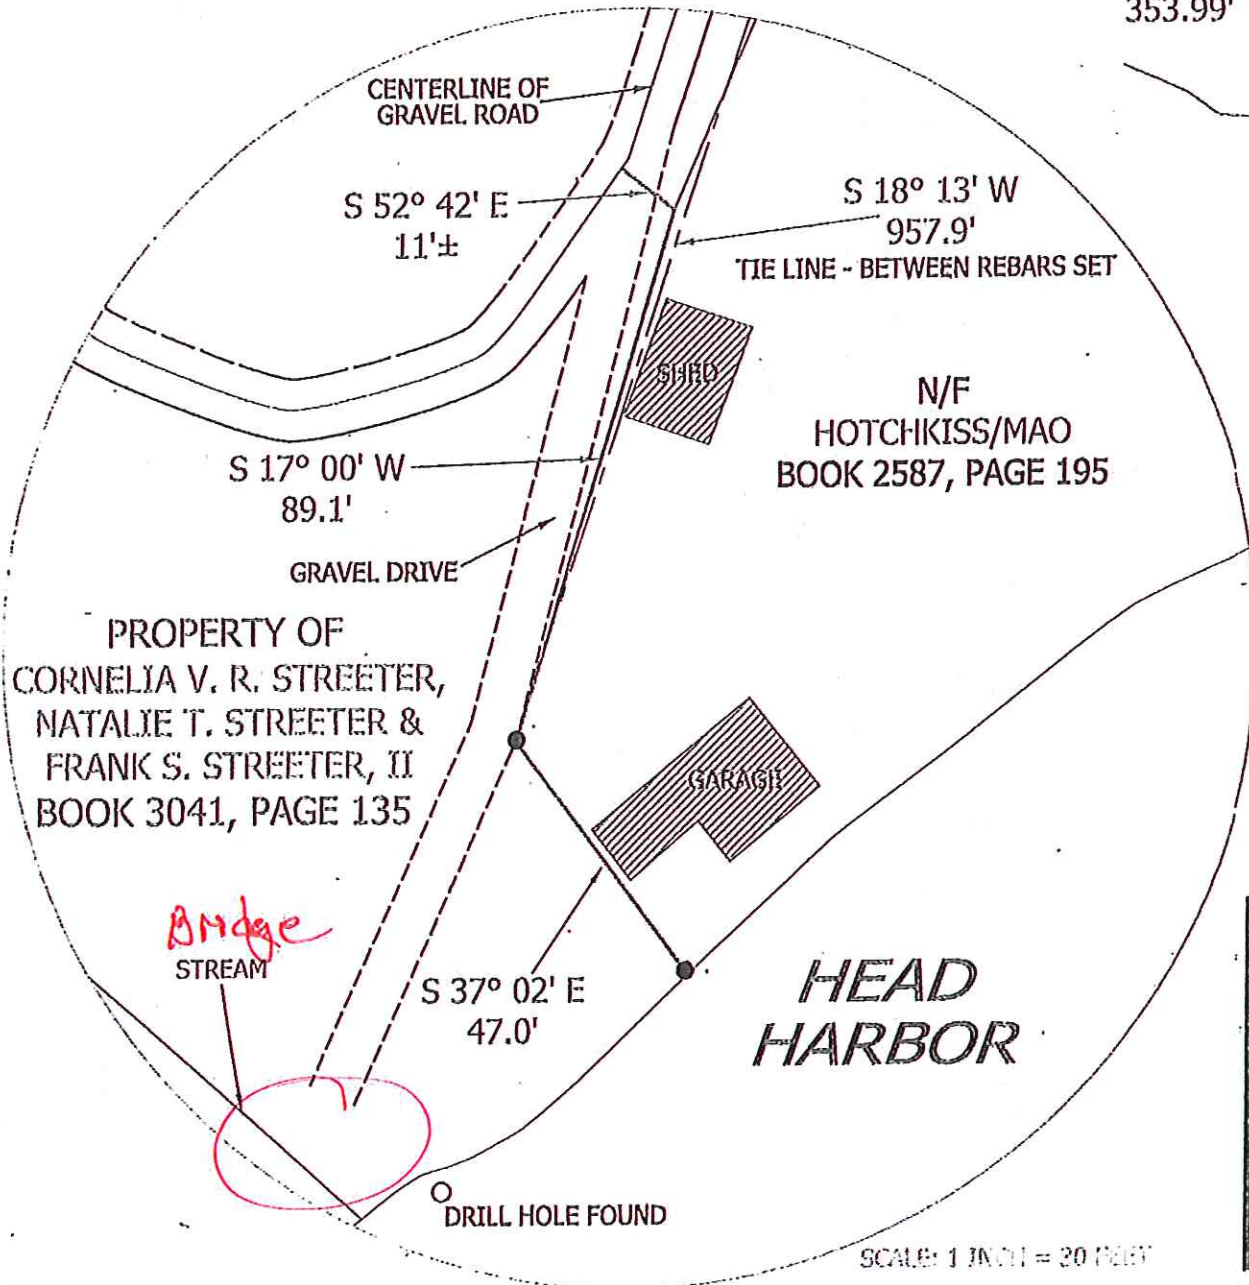 353.99'
CENTERLINE OF
GRAVEL ROAD
S 52° 42' E
11'±
S 18° 13' W
957.9'
TIE LINE - BETWEEN REBARS SET
SHED
N/F
HOTCHKISS/MAO
BOOK 2587, PAGE 195
S 17° 00' W
89.1'
GRAVEL DRIVE
PROPERTY OF
CORNELIA V. R. STREETER,
NATALIE T. STREETER &
FRANK S. STREETER, II
BOOK 3041, PAGE 135
GARAGE
Bridge
STREAM
S 37° 02' E
47.0'
HEAD
HARBOR
DRILL HOLE FOUND
SCALE: 1 INCH = 20 FEET